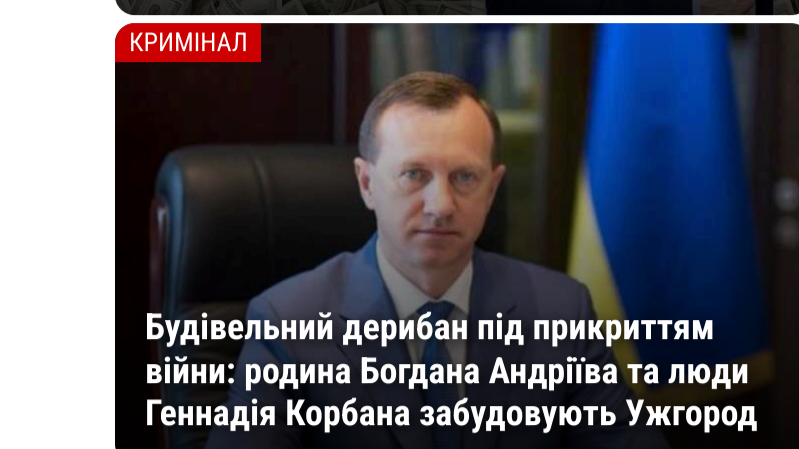 КРИМІНАЛ
Будівельний дерибан під прикриттям
війни: родина Богдана Андріїва та люди
Геннадія Корбана забудовують Ужгород